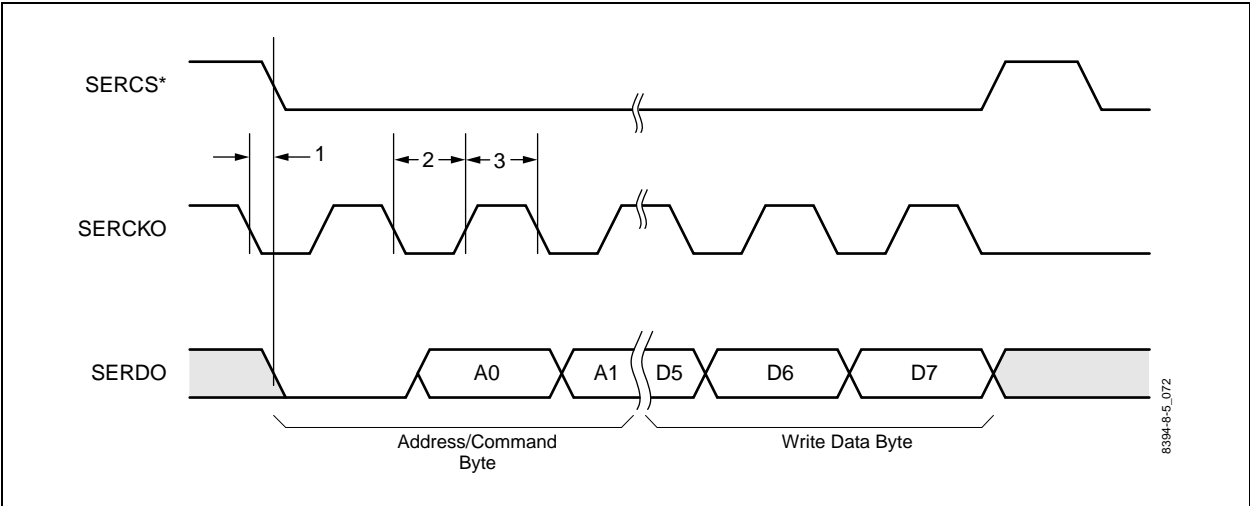 SERCS*
1
2
3
SERCKO
SERDO
A0
A1
D5
D6
D7
Address/Command
Byte
Write Data Byte
8394-8-5_072